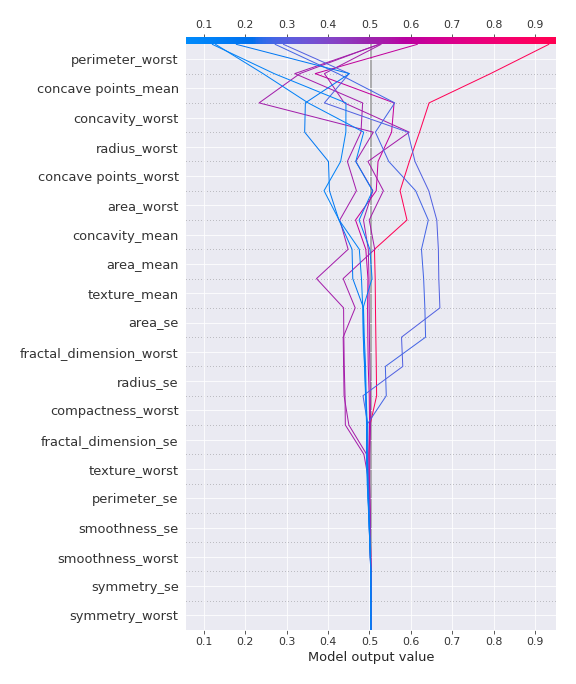 0.1 0.2 0.3 0.4 0.5 0.6 0.7 0.8 0.9
perimeter_worst
concave points_mean
concavity_worst
radius_worst
concave points_worst
area_worst
concavity_mean
area_mean
texture_mean
area_se
fractal_dimension_worst
radius_se
compactness_worst
fractal_dimension_se
texture_worst
perimeter_se
smoothness_se
smoothness_worst
symmetry_se
symmetry_worst
0.1 0.2 0.3 0.4 0.5 0.6 0.7 0.8 0.9
Model output value